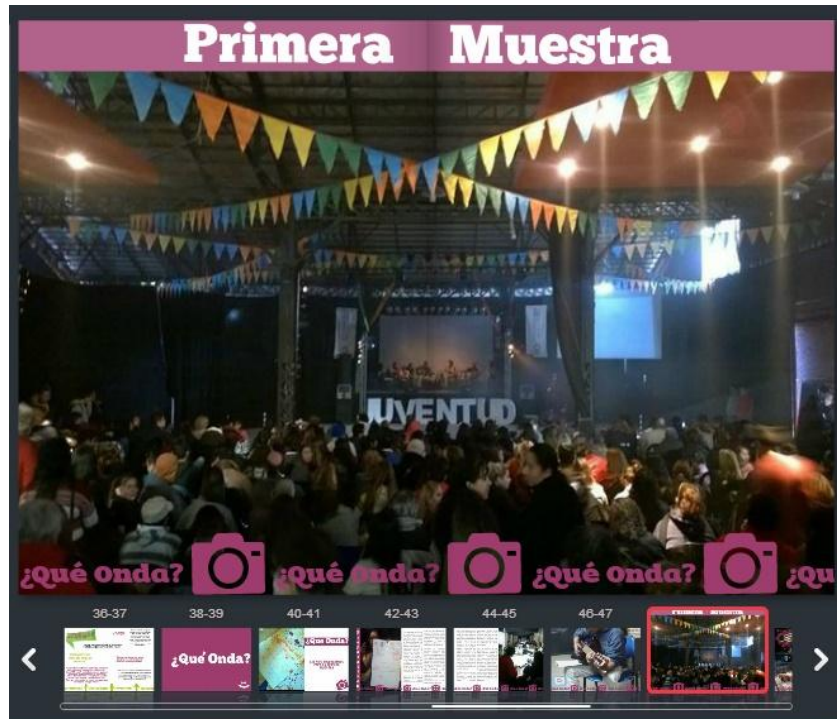 Primera Muestra
JUVENTUD
¿Qué onda? ¿Qué onda? ¿Qué onda? ¿Qu
36-37 38-39 40-41 42-43 44-45 46-47
¿Qué Onda?
¿Qué Onda?